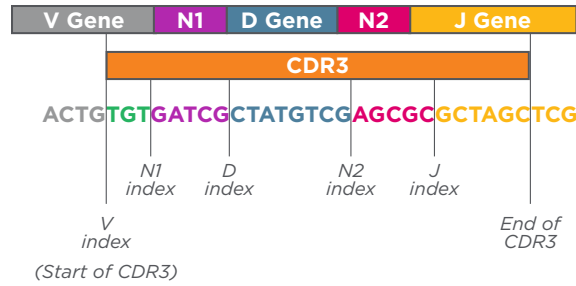 V Gene N1 D Gene N2 J Gene
CDR3
ACTGTGTGATCGCTATGTCGAGCGCGCTAGCTCG
N1 index
D index
N2 index
J index
V index
End of CDR3
(Start of CDR3)